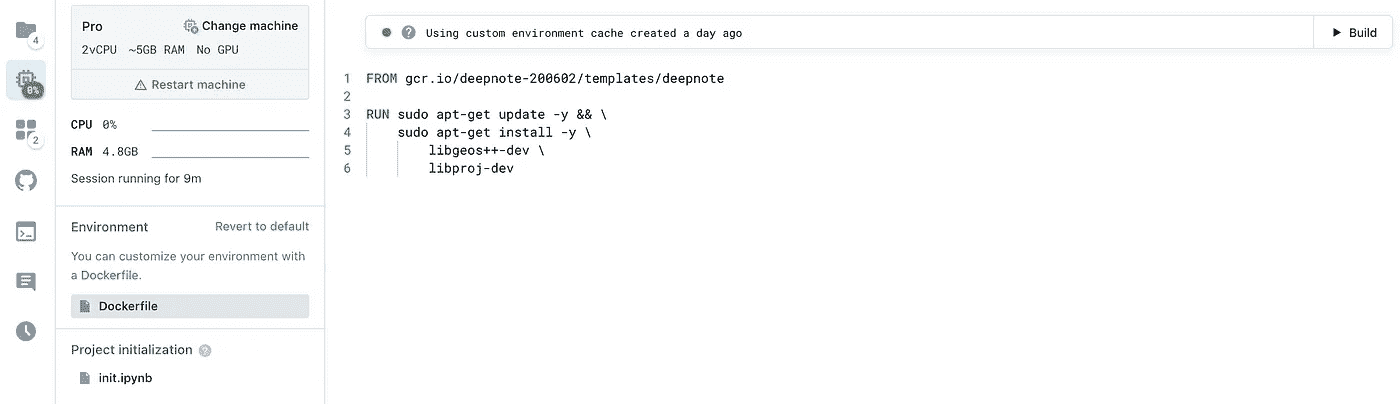 4
0%
2
Pro
Change machine
2vCPU ~5GB RAM No GPU
Restart machine
CPU 0%
RAM 4.8GB
Session running for 9m
Environment
Revert to default
You can customize your environment with
a Dockerfile.
Dockerfile
Project initialization ?
init.ipynb
? Using custom environment cache created a day ago
Build
1 FROM gcr.io/deepnote-200602/templates/deepnote
2
3 RUN sudo apt-get update -y && \
4 sudo apt-get install -y \
5 libgeos++-dev \
6 libproj-dev